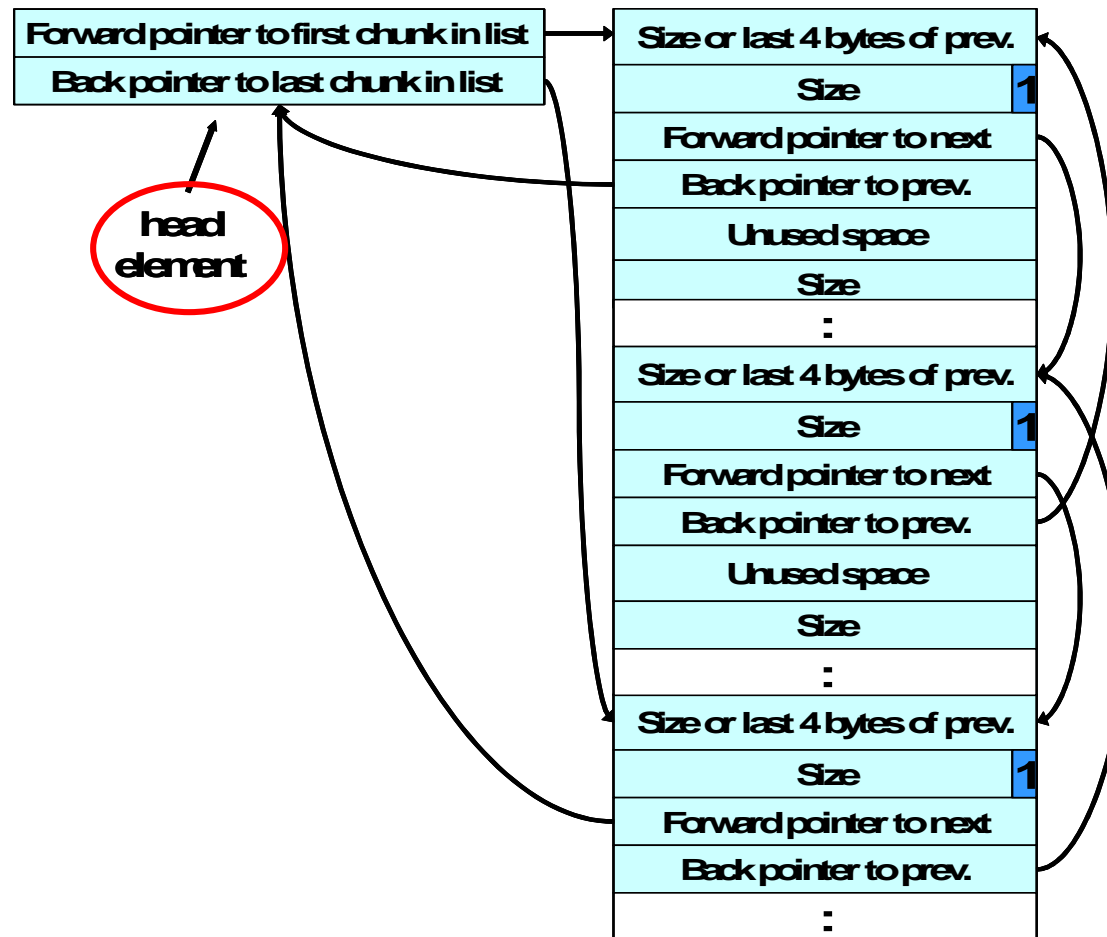 Forward pointer to first chunk in list
Back pointer to last chunk in list
head
element
Size or last 4 bytes of prev.
Size
1
Forward pointer to next
Back pointer to prev.
Unused space
Size
:
Size or last 4 bytes of prev.
Size
1
Forward pointer to next
Back pointer to prev.
Unused space
Size
:
Size or last 4 bytes of prev.
Size
1
Forward pointer to next
Back pointer to prev.
: